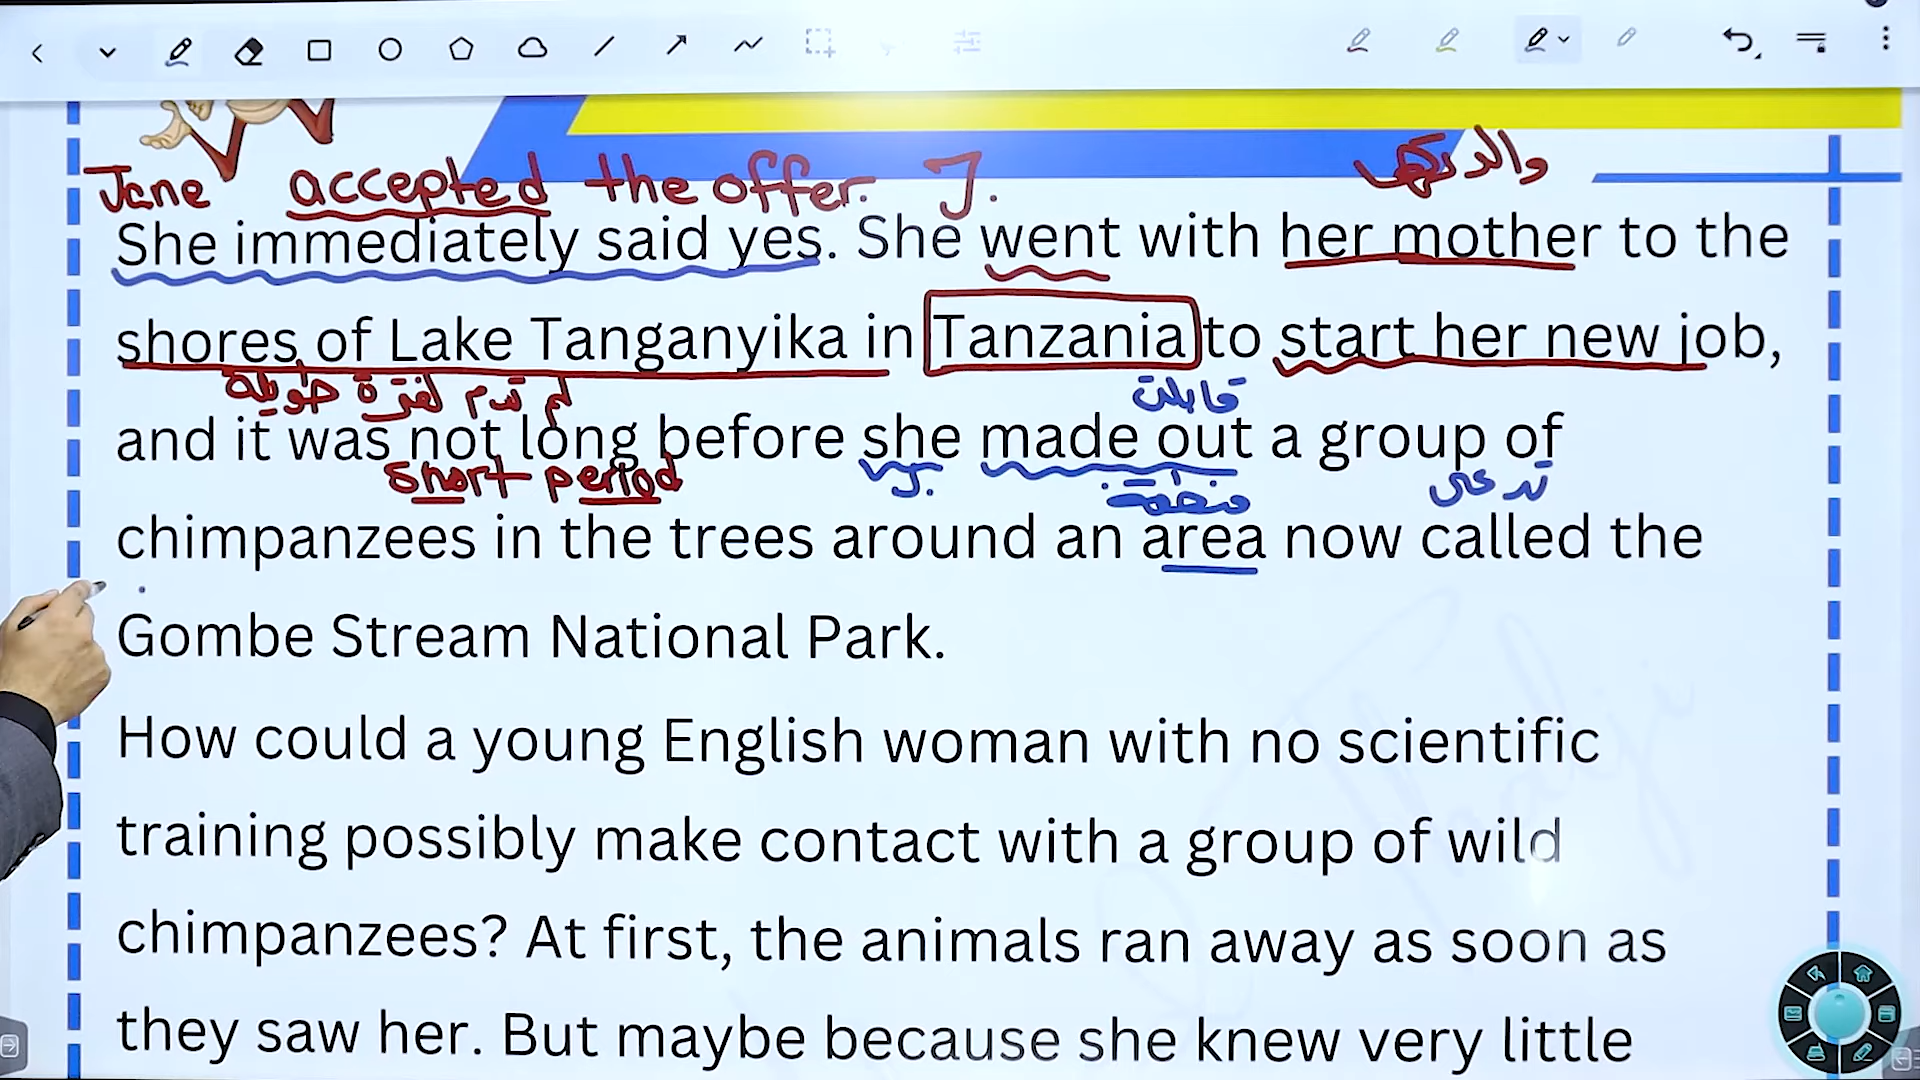 والدتها
Jane accepted the offer. J.
She immediately said yes. She went with her mother to the
shores of Lake Tanganyika in Tanzania to start her new job,
لم تدم لفترة طويلة قابلت
and it was not long before she made out a group of
short period J. منطقة تدعى
chimpanzees in the trees around an area now called the
Gombe Stream National Park.
How could a young English woman with no scientific
training possibly make contact with a group of wild
chimpanzees? At first, the animals ran away as soon as
they saw her. But maybe because she knew very little